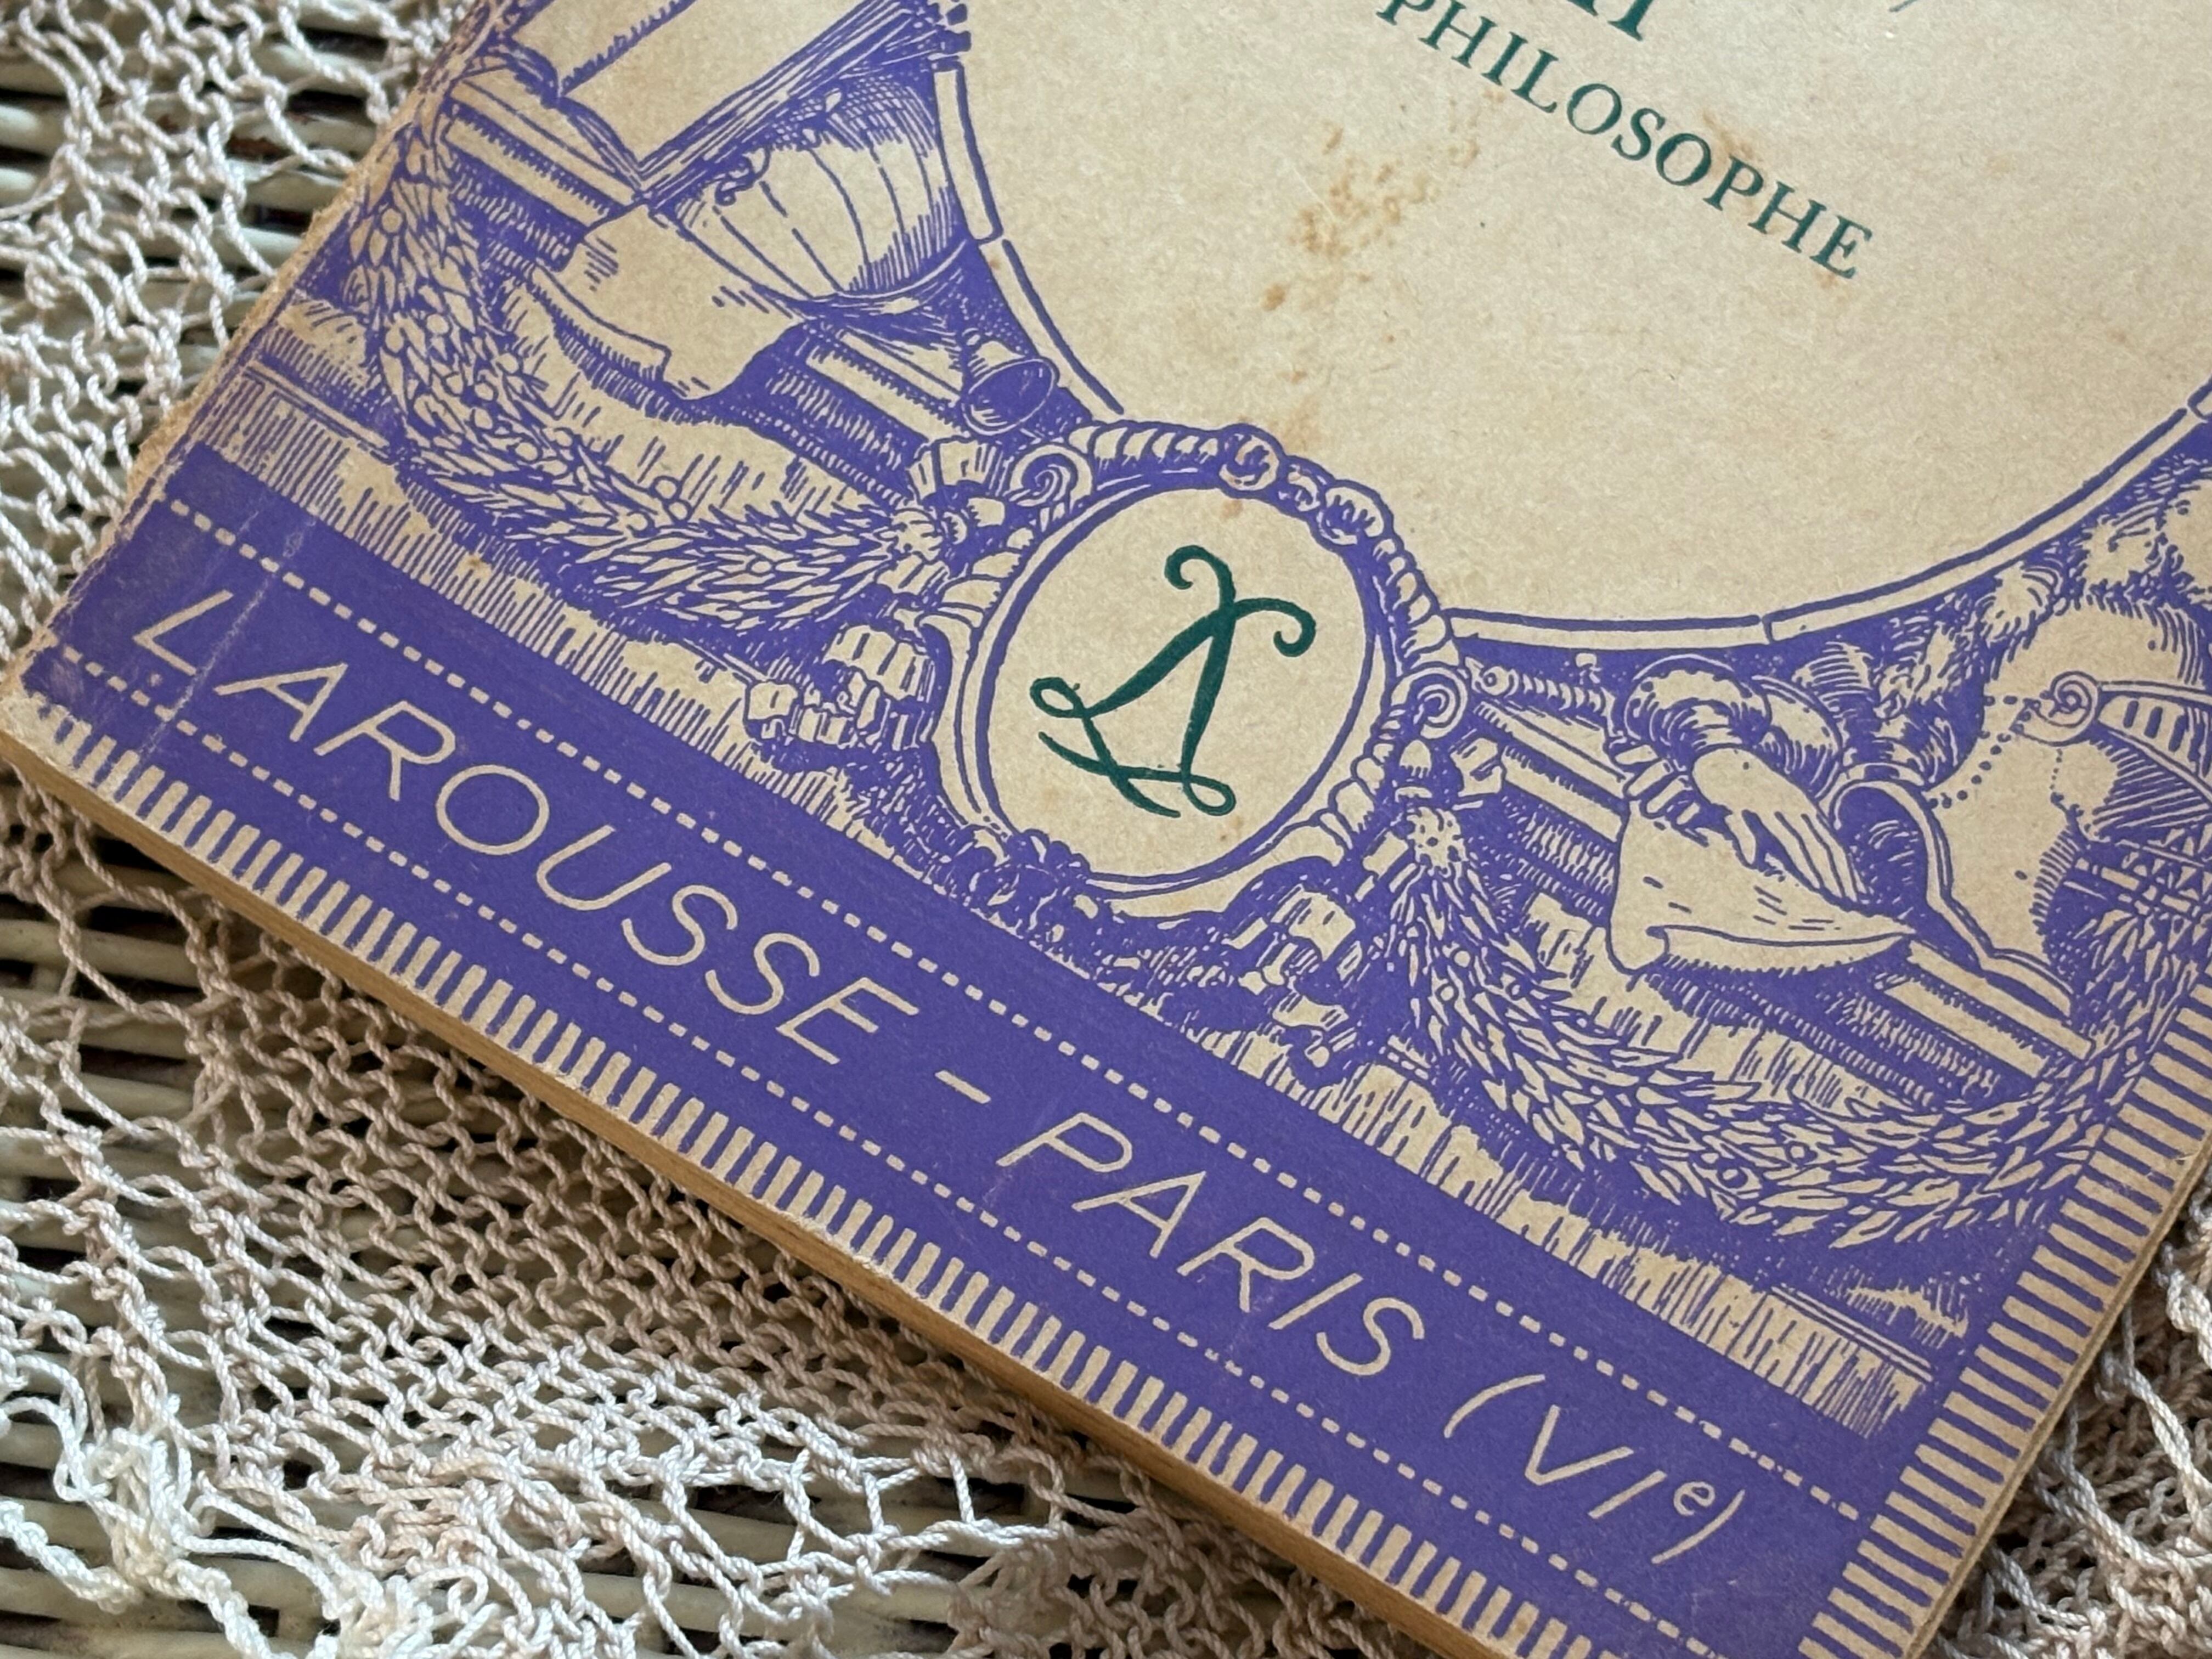 PHILOSOPHE
L
LAROUSSE - PARIS (VIe)